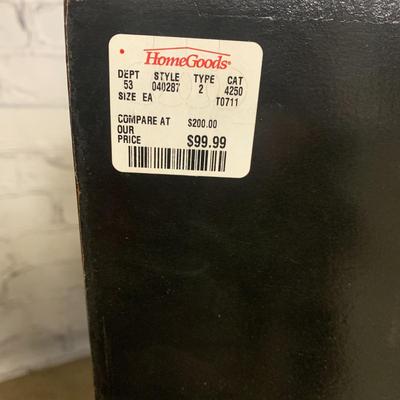 HomeGoods®
DEPT STYLE TYPE CAT
53 040287 2 4250
SIZE EA T0711
COMPARE AT $200.00
OUR
PRICE $99.99